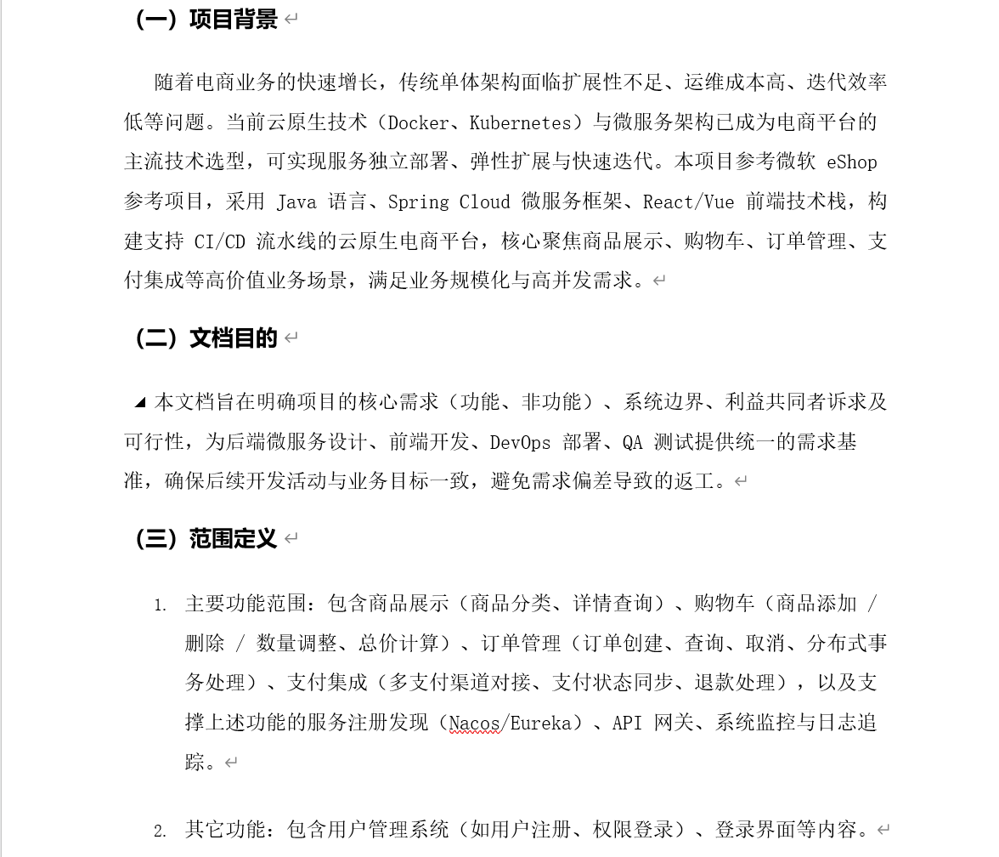 （一）项目背景
随着电商业务的快速增长，传统单体架构面临扩展性不足、运维成本高、迭代效率
低等问题。当前云原生技术（Docker、Kubernetes）与微服务架构已成为电商平台的
主流技术选型，可实现服务独立部署、弹性扩展与快速迭代。本项目参考微软 eShop
参考项目，采用 Java 语言、Spring Cloud 微服务框架、React/Vue 前端技术栈，构
建支持 CI/CD 流水线的云原生电商平台，核心聚焦商品展示、购物车、订单管理、支
付集成等高价值业务场景，满足业务规模化与高并发需求。
（二）文档目的
本文档旨在明确项目的核心需求（功能、非功能）、系统边界、利益共同者诉求及
可行性，为后端微服务设计、前端开发、DevOps 部署、QA 测试提供统一的需求基
准，确保后续开发活动与业务目标一致，避免需求偏差导致的返工。
（三）范围定义
1. 主要功能范围：包含商品展示（商品分类、详情查询）、购物车（商品添加 /
删除 / 数量调整、总价计算）、订单管理（订单创建、查询、取消、分布式事
务处理）、支付集成（多支付渠道对接、支付状态同步、退款处理），以及支
撑上述功能的服务注册发现（Nacos/Eureka）、API 网关、系统监控与日志追
踪。
2. 其它功能：包含用户管理系统（如用户注册、权限登录）、登录界面等内容。